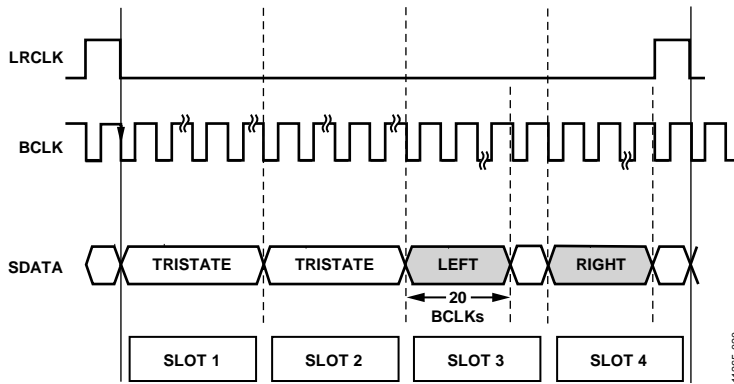 LRCLK
BCLK
SDATA
TRISTATE
TRISTATE
LEFT
RIGHT
20
BCLKs
SLOT 1
SLOT 2
SLOT 3
SLOT 4